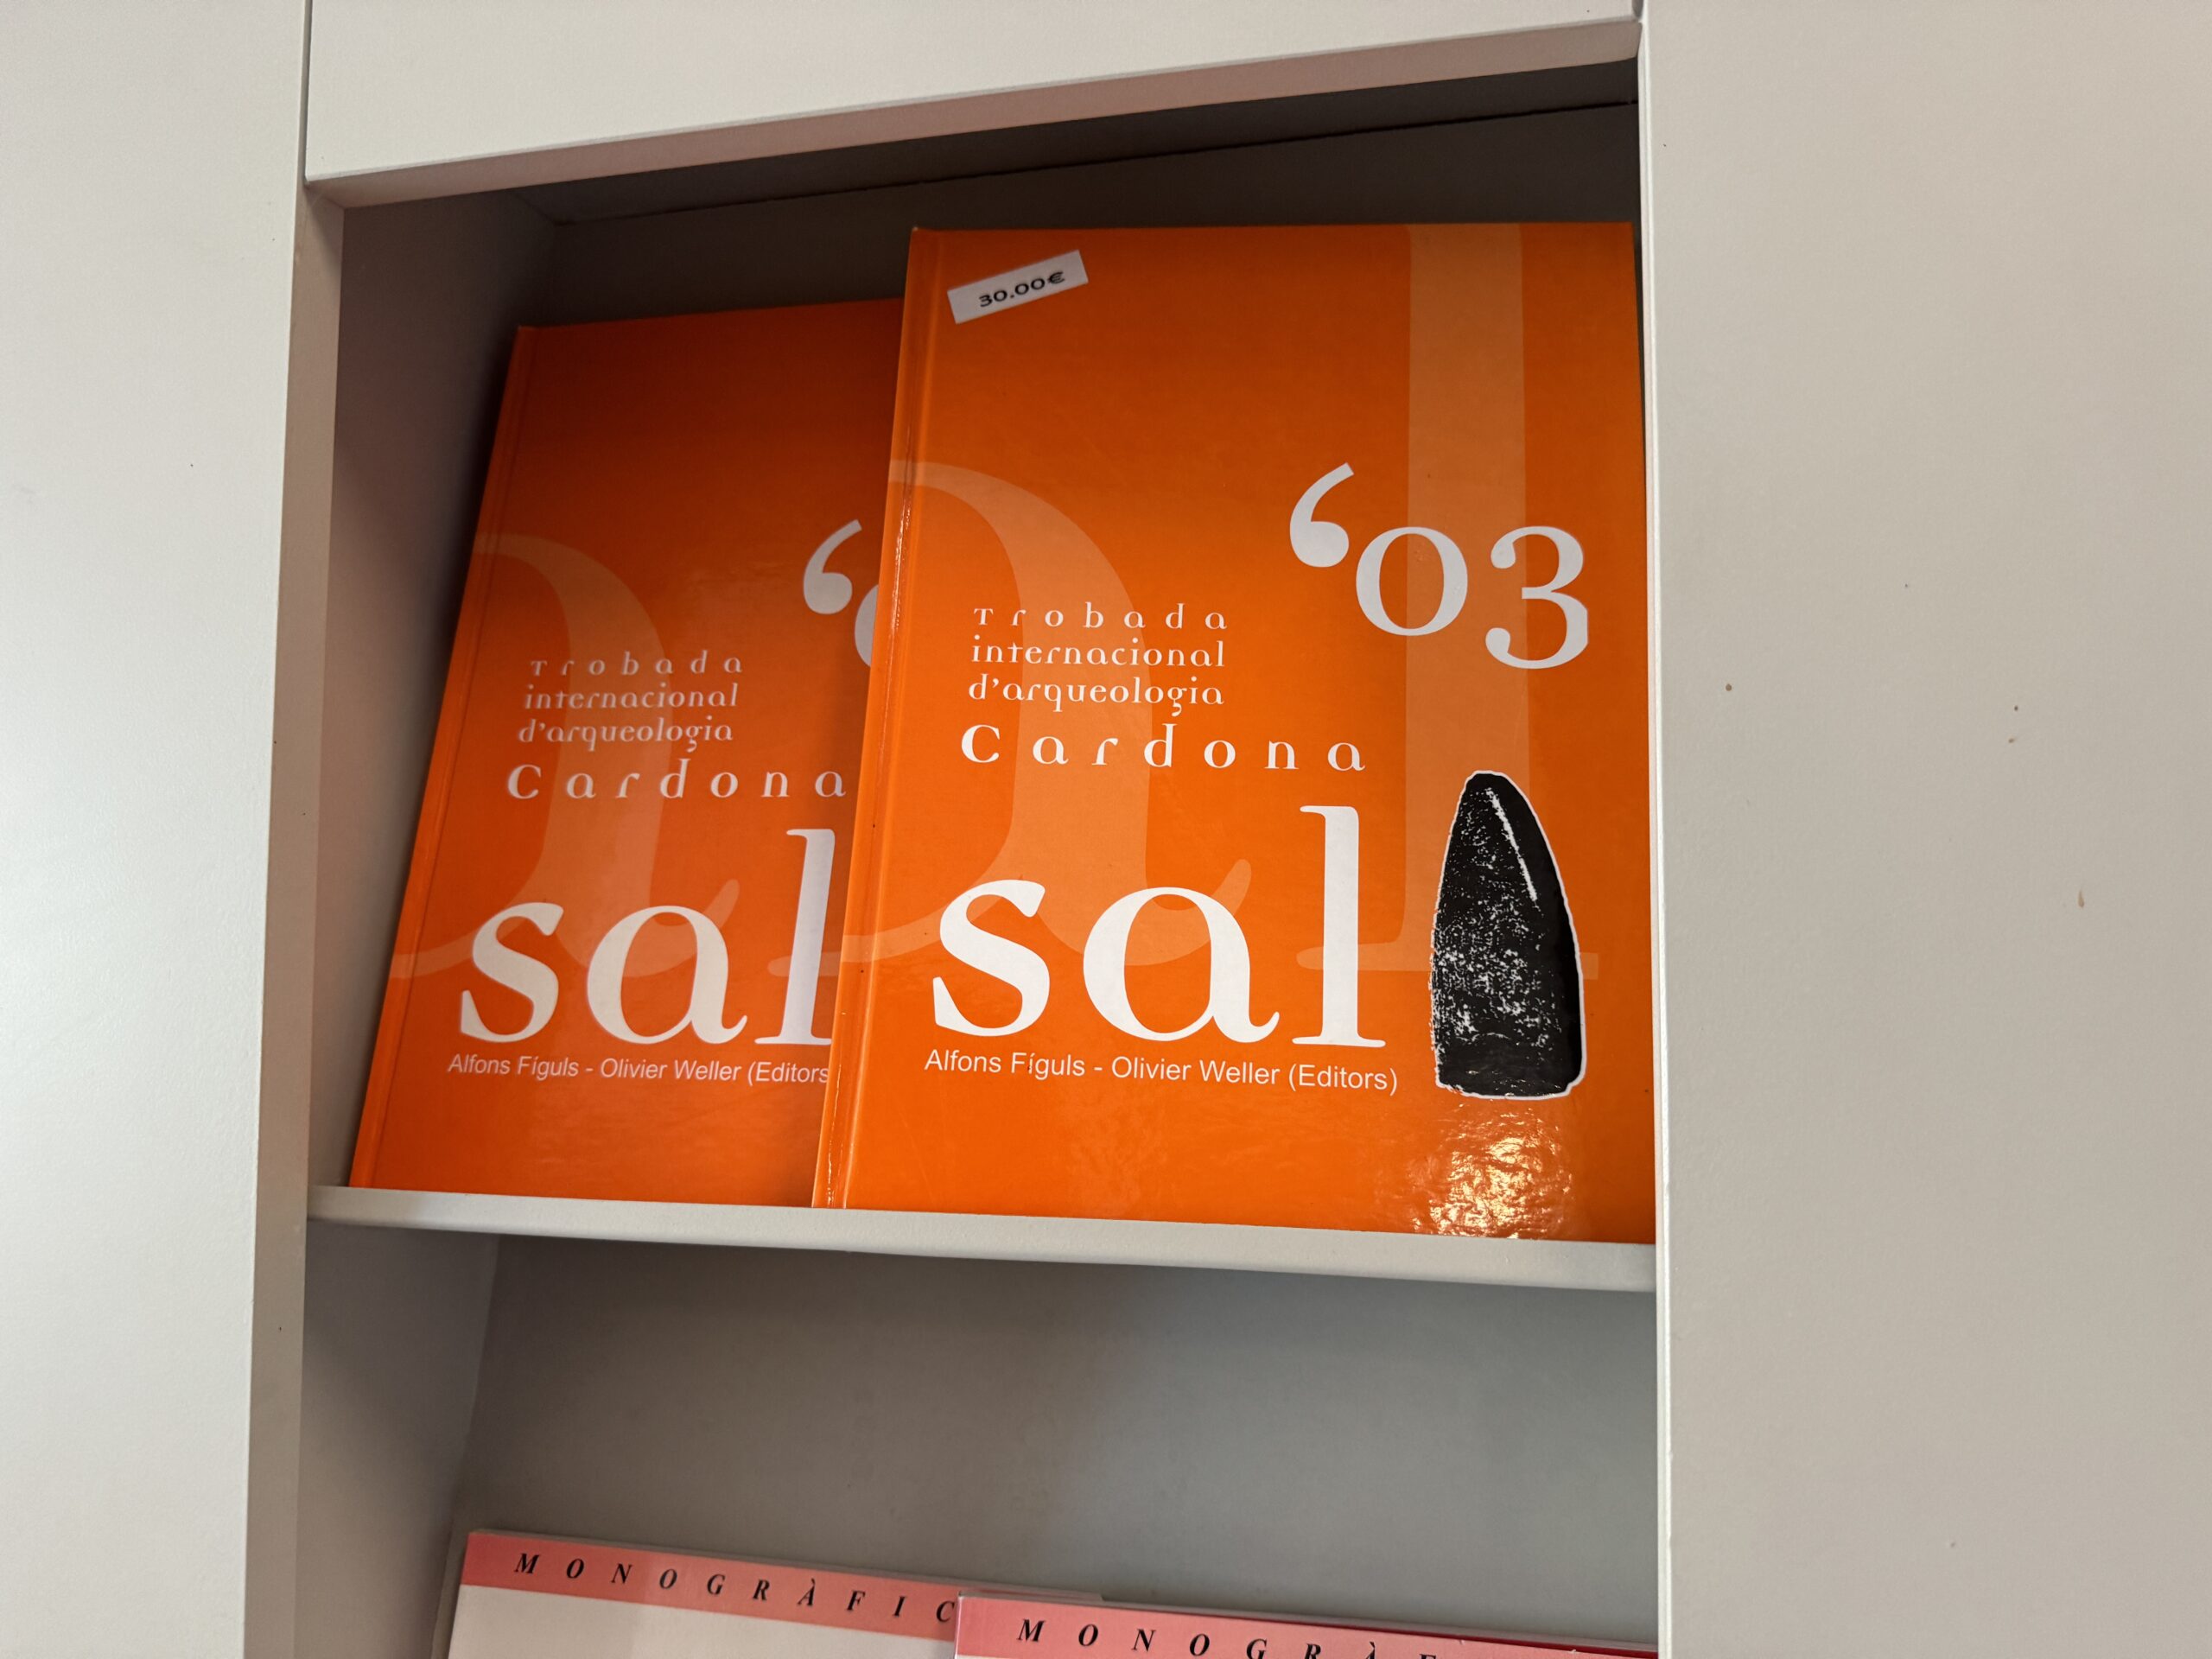 ‘
Trobada
internacional
d'arqueologia
Cardona
sal
Alfons Fíguls - Olivier Weller (Editors
30.00€
‘03
Trobada
internacional
d'arqueologia
Cardona
sal
Alfons Fíguls - Olivier Weller (Editors)
MONOGRÀFIC
MONOGRÀF